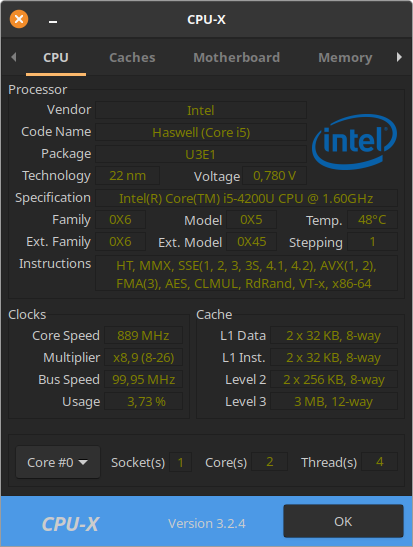 CPU-X
CPU Caches Motherboard Memory
Processor
Vendor Intel
intel
Code Name Haswell (Core i5)
Package U3E1
Technology 22 nm Voltage 0,780 V
Specification Intel(R) Core(TM) i5-4200U CPU @ 1.60GHz
Family 0X6 Model 0X5 Temp. 48°C
Ext. Family 0X6 Ext. Model 0X45 Stepping 1
Instructions HT, MMX, SSE(1, 2, 3, 3S, 4.1, 4.2), AVX(1, 2),
FMA(3), AES, CLMUL, RdRand, VT-x, x86-64
Clocks
Core Speed 889 MHz
Multiplier x8,9 (8-26)
Bus Speed 99,95 MHz
Usage 3,73 %
Cache
L1 Data 2 x 32 KB, 8-way
L1 Inst. 2 x 32 KB, 8-way
Level 2 2 x 256 KB, 8-way
Level 3 3 MB, 12-way
Core #0 Socket(s) 1 Core(s) 2 Thread(s) 4
CPU-X Version 3.2.4 OK